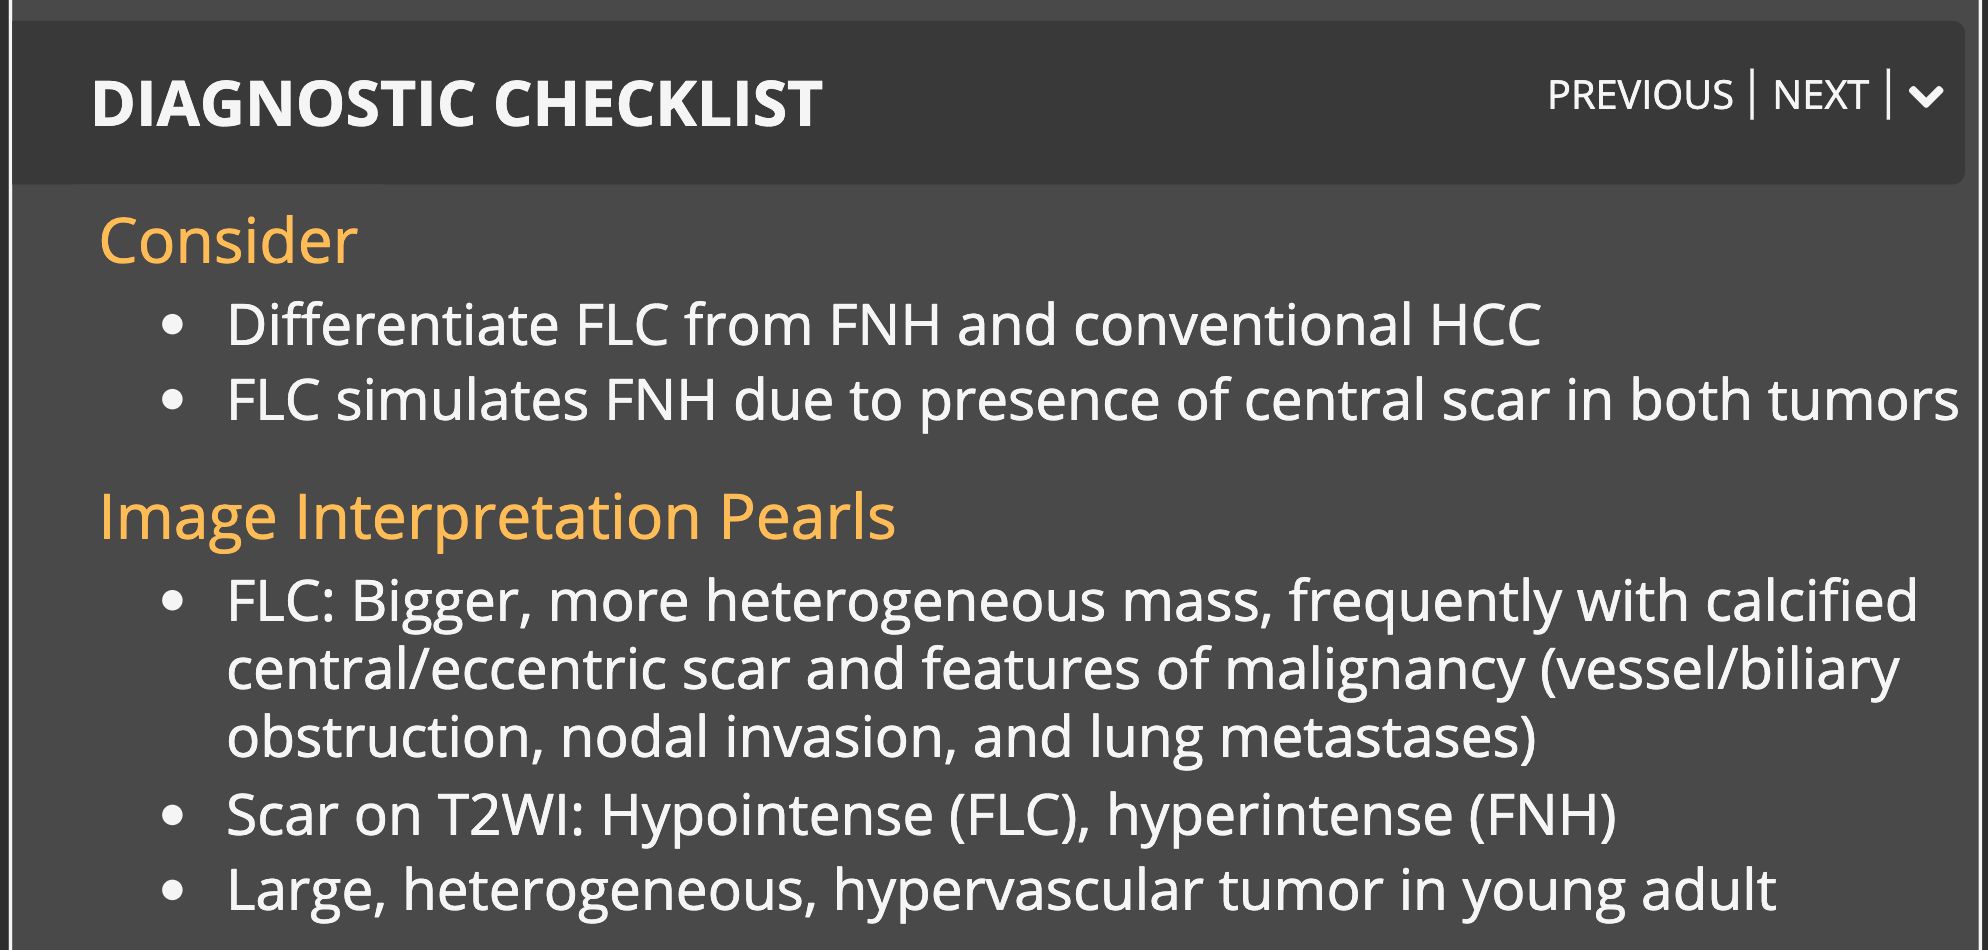 DIAGNOSTIC CHECKLIST
PREVIOUS | NEXT |
Consider
• Differentiate FLC from FNH and conventional HCC
• FLC simulates FNH due to presence of central scar in both tumors
Image Interpretation Pearls
• FLC: Bigger, more heterogeneous mass, frequently with calcified
central/eccentric scar and features of malignancy (vessel/biliary
obstruction, nodal invasion, and lung metastases)
• Scar on T2WI: Hypointense (FLC), hyperintense (FNH)
• Large, heterogeneous, hypervascular tumor in young adult